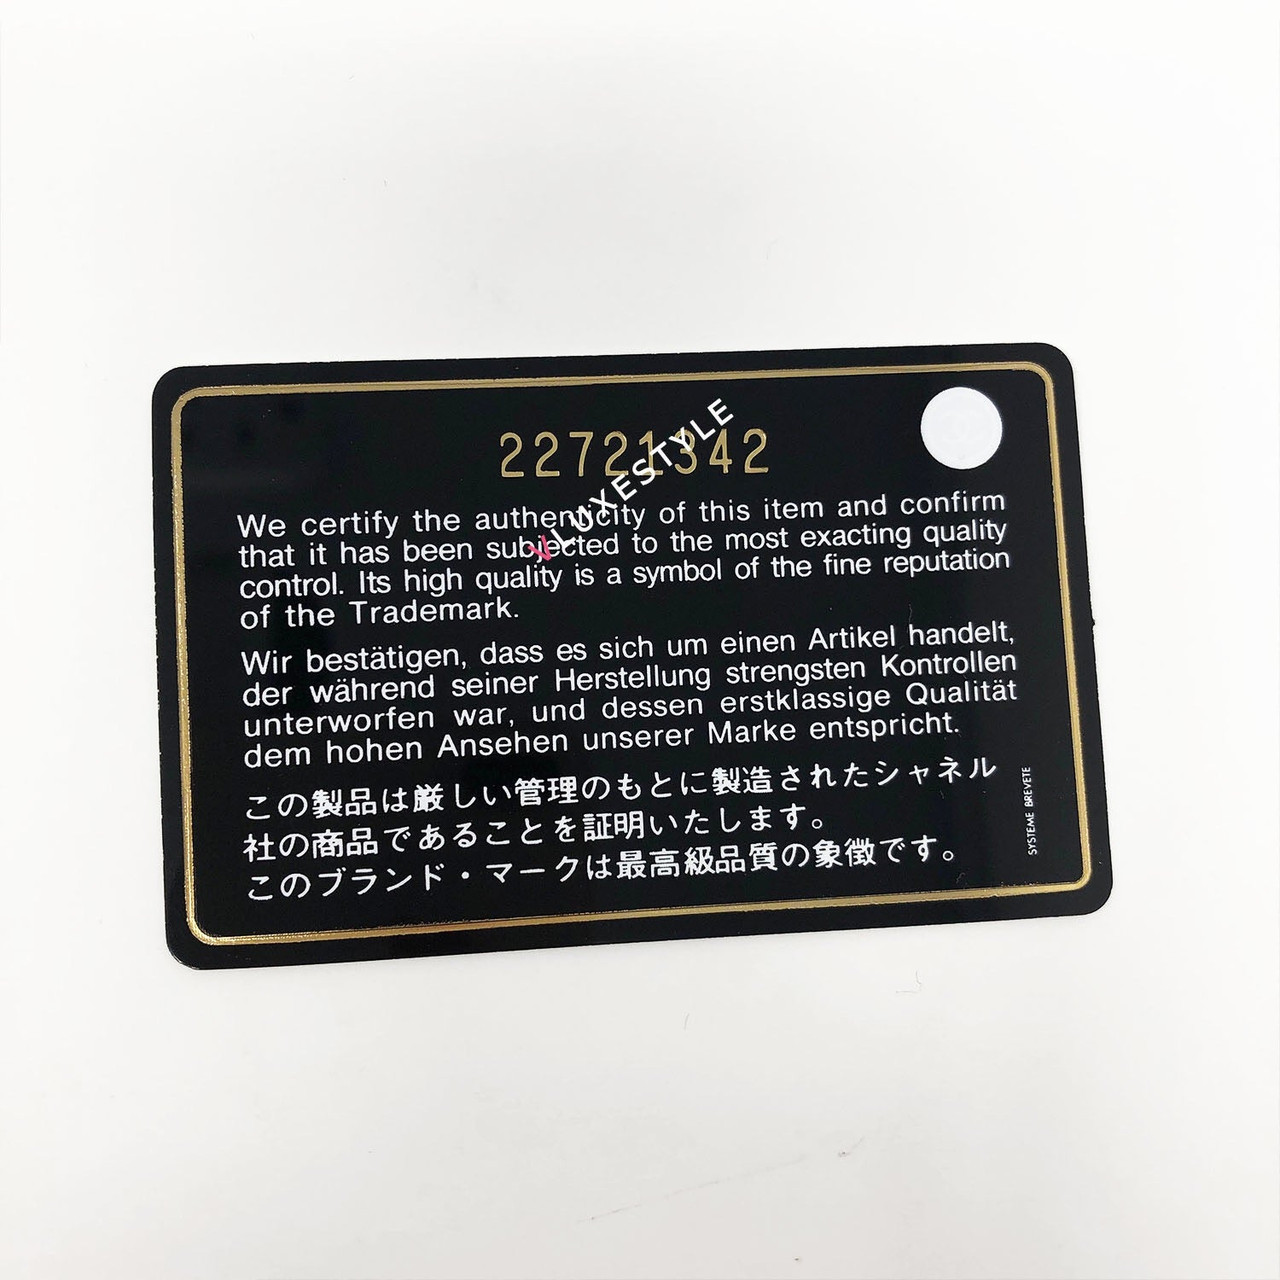 22721342
VLUXESTYLE
We certify the authenticity of this item and confirm
that it has been subjected to the most exacting quality
control. Its high quality is a symbol of the fine reputation
of the Trademark.
Wir bestätigen, dass es sich um einen Artikel handelt,
der während seiner Herstellung strengsten Kontrollen
unterworfen war, und dessen erstklassige Qualität
dem hohen Ansehen unserer Marke entspricht.
この製品は厳しい管理のもとに製造されたシャネル
社の商品であることを証明いたします。
このブランド・マークは最高級品質の象徴です。
SYSTEME BREVETE